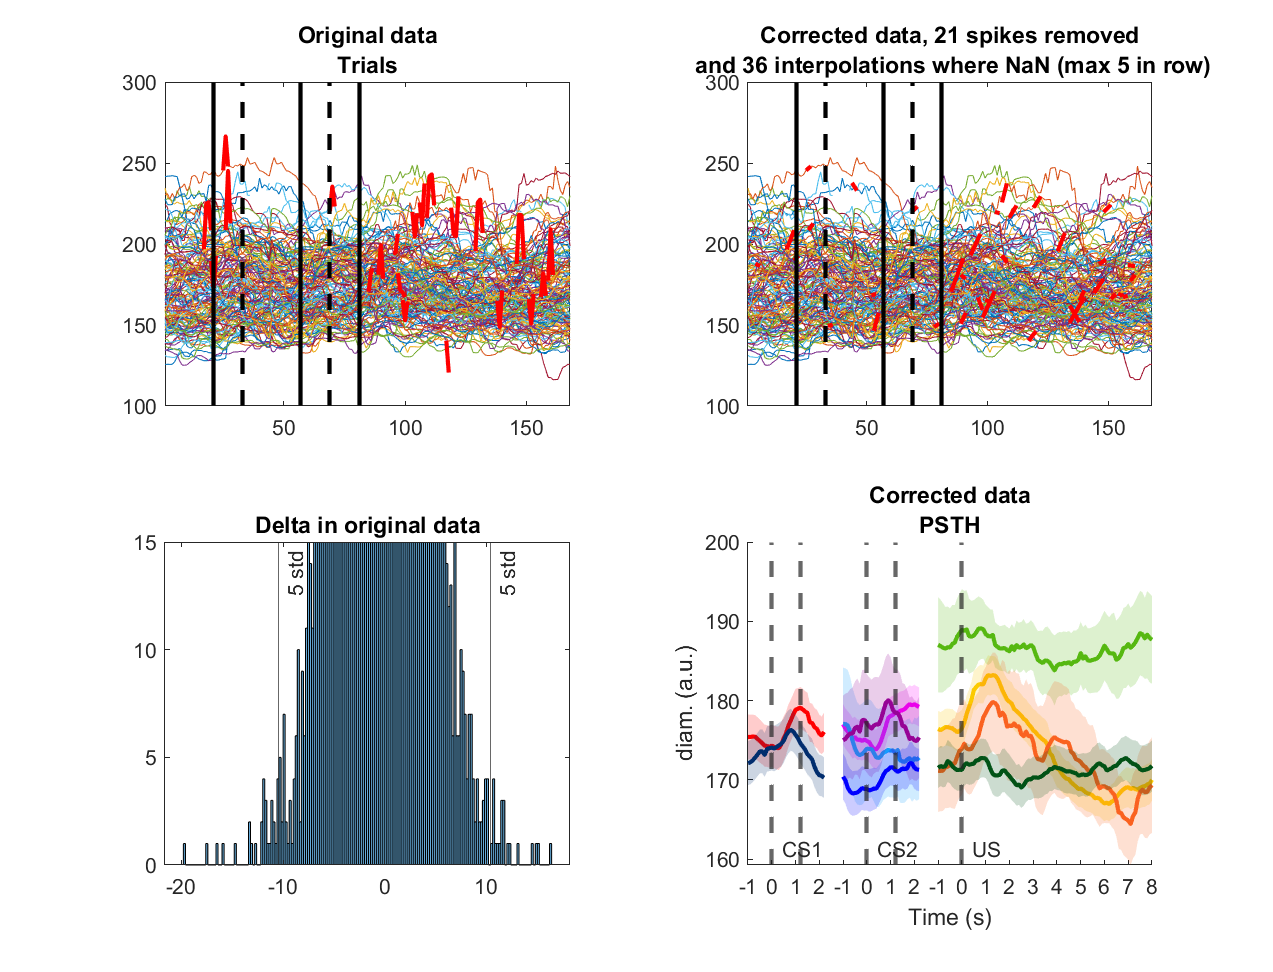 Original data
Trials
300
250
200
150
100
50
100
150
Corrected data, 21 spikes removed
and 36 interpolations where NaN (max 5 in row)
300
250
200
150
100
50
100
150
Delta in original data
15
10
5
0
5 std
5 std
-20
-10
0
10
Corrected data
PSTH
200
190
180
170
160
diam. (a.u.)
CS1
CS2
US
-1 0 1 2 -1 0 1 2 -1 0 1 2 3 4 5 6 7 8
Time (s)